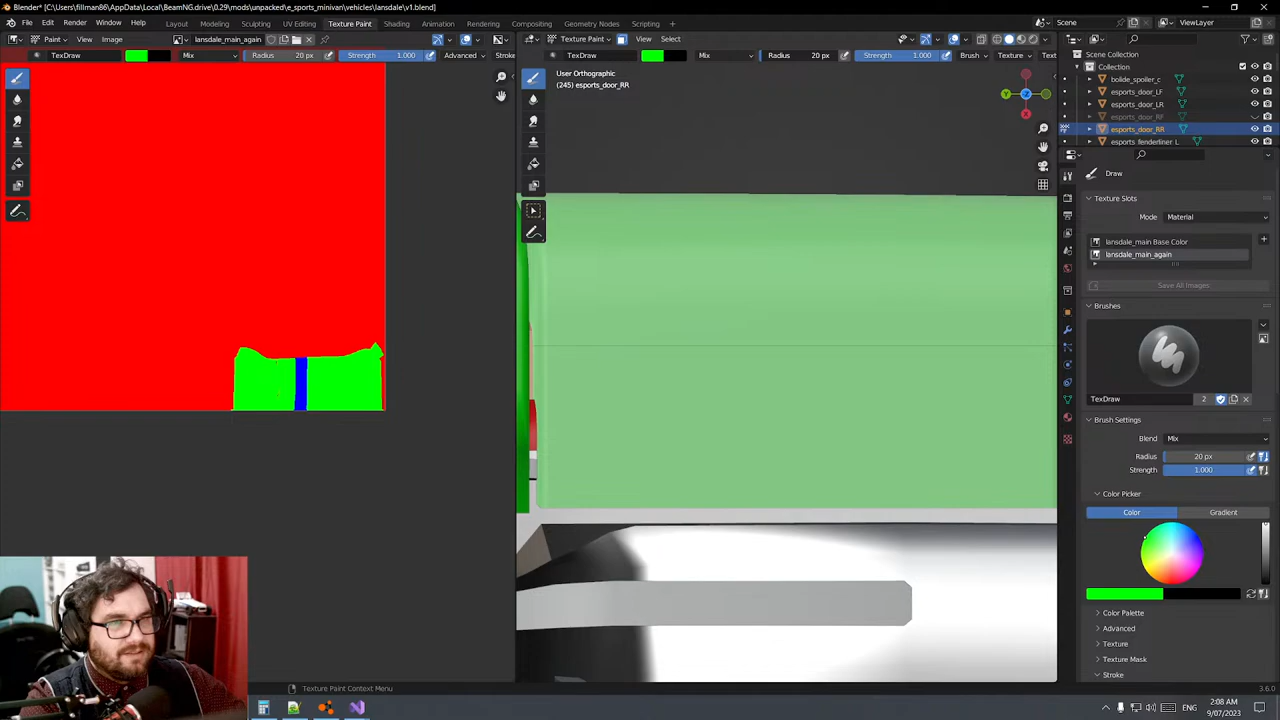 Blender* [C:\Users\fillman86\AppData\Local\BeamNG.drive\0.29\mods\unpacked\e_sports_minivan\vehicles\lansdale\v1.blend]
File Edit Render Window Help Layout Modeling Sculpting UV Editing Texture Paint Shading Animation Rendering Compositing Geometry Nodes Scripting + Scene ViewLayer
Paint View Image lansdale_main_again Texture Paint View
TexDraw Mix Radius 20 px Strength 1.000 Advanced Stroke
TexDraw Mix Radius 20 px Strength 1.000 Brush Texture Tex
User Orthographic
(245) esports_door_RR
Scene Collection
Collection
bolide_spoiler_c
esports_door_LF
esports_door_LR
esports_door_RF
esports_door_RR
esports_fenderliner_L
Draw
Texture Slots
Mode Material
lansdale_main Base Color
lansdale_main_again
Save All Images
Brushes
TexDraw 2
Brush Settings
Blend Mix
Radius 20 px
Strength 1.000
Color Picker
Color Gradient
Color Palette
Advanced
Texture
Texture Mask
Stroke
Texture Paint Context Menu
3.6.0
2:08 AM
9/07/2023